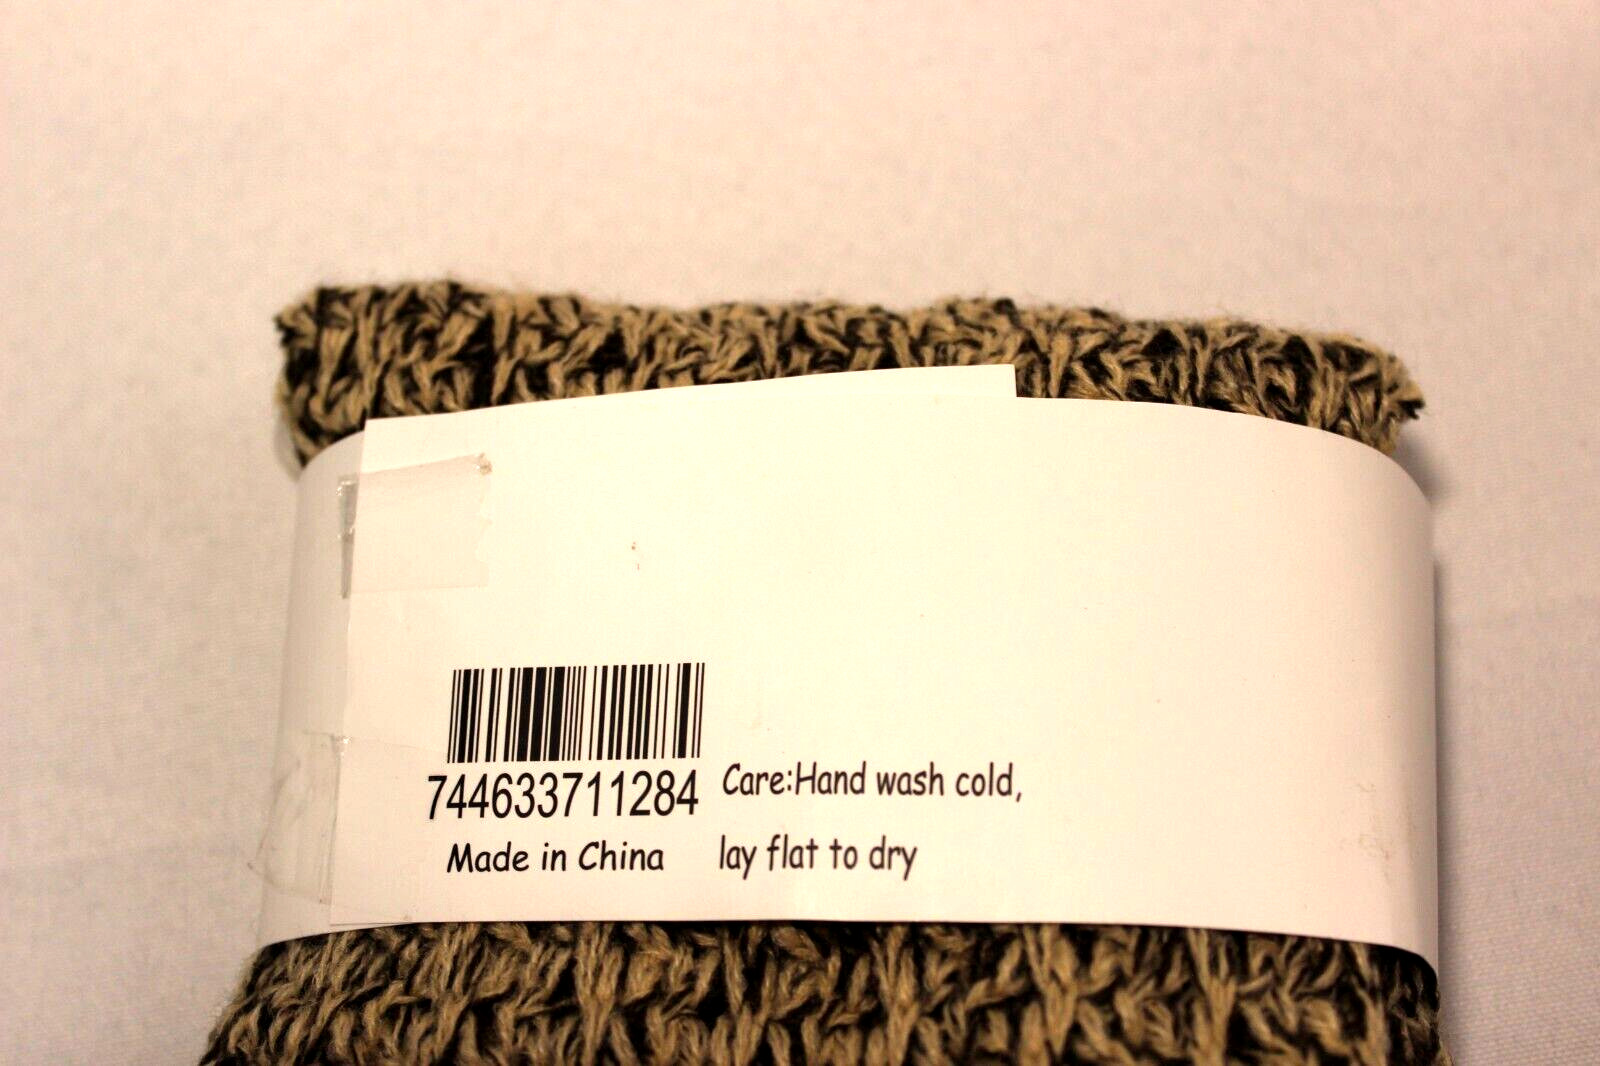 744633711284
Made in China
Care:Hand wash cold,
lay flat to dry